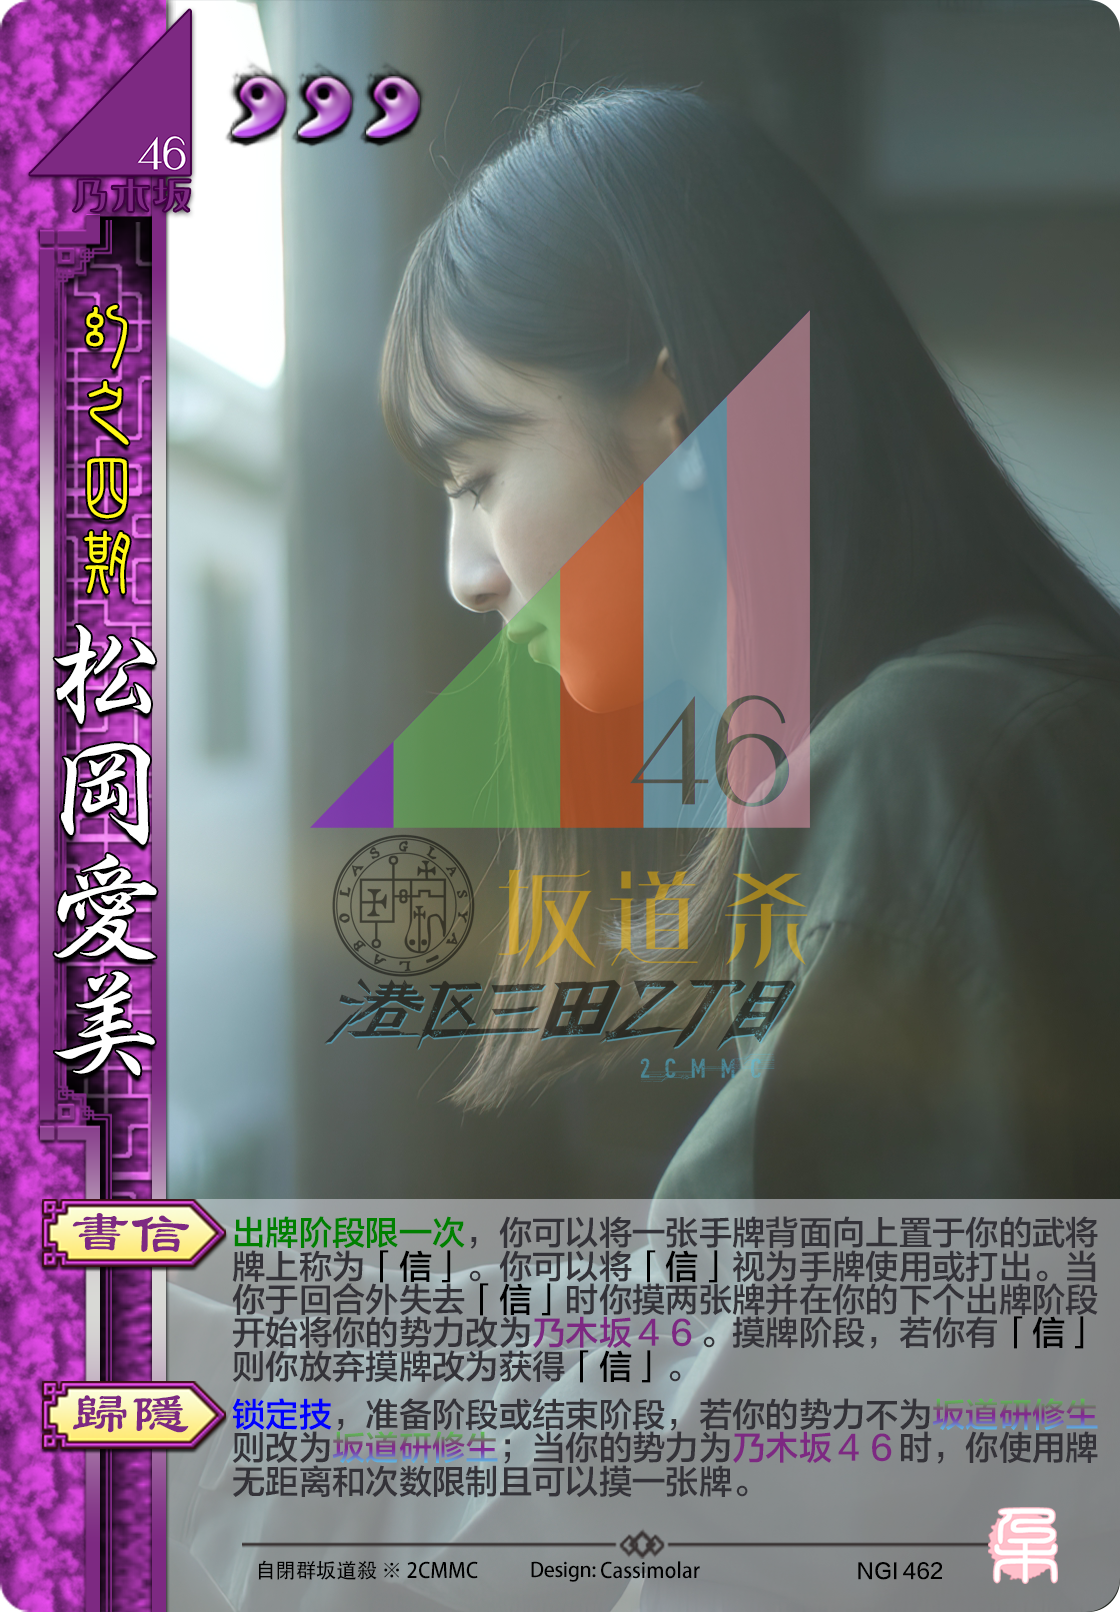 46
乃木坂
幻之四期
松岡愛美
46
GLASYA-LABOLAS
坂道杀
港区三田2丁目
2CMMC
書信
出牌阶段限一次，你可以将一张手牌背面向上置于你的武将
牌上称为「信」。你可以将「信」视为手牌使用或打出。当
你于回合外失去「信」时你摸两张牌并在你的下个出牌阶段
开始将你的势力改为乃木坂４６。摸牌阶段，若你有「信」
则你放弃摸牌改为获得「信」。
歸隱
锁定技，准备阶段或结束阶段，若你的势力不为坂道研修生
则改为坂道研修生；当你的势力为乃木坂４６时，你使用牌
无距离和次数限制且可以摸一张牌。
自閉群坂道殺 ※ 2CMMC Design: Cassimolar NGI 462